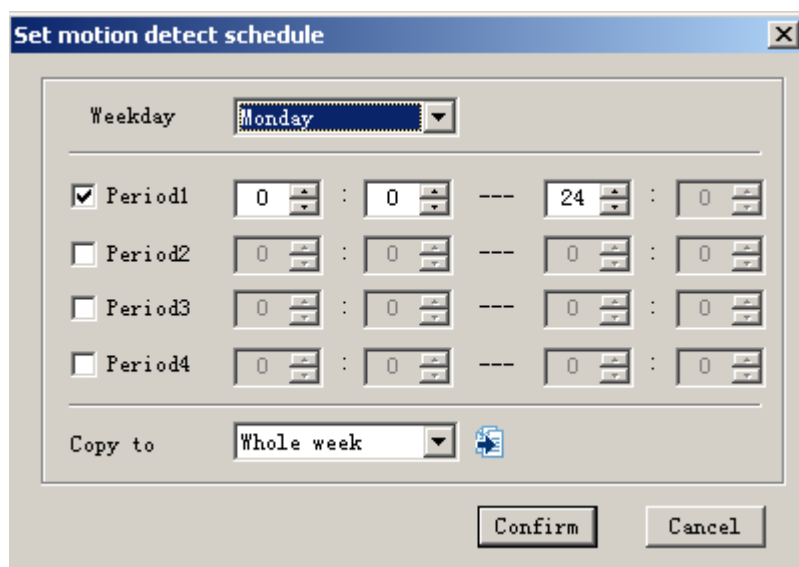 Set motion detect schedule
Weekday Monday
Period1 0 : 0 --- 24 : 0
Period2 0 : 0 --- 0 : 0
Period3 0 : 0 --- 0 : 0
Period4 0 : 0 --- 0 : 0
Copy to Whole week
Confirm Cancel